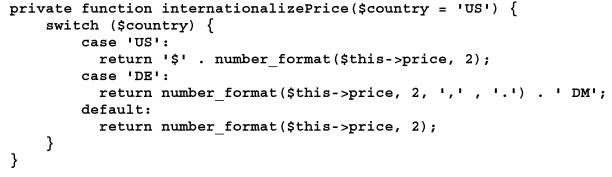 private function internationalizePrice($country = 'US') {
    switch ($country) {
        case 'US':
          return '$' . number_format($this->price, 2);
        case 'DE':
          return number_format($this->price, 2, ',' , '.') . ' DM';
        default:
          return number_format($this->price, 2);
    }
}